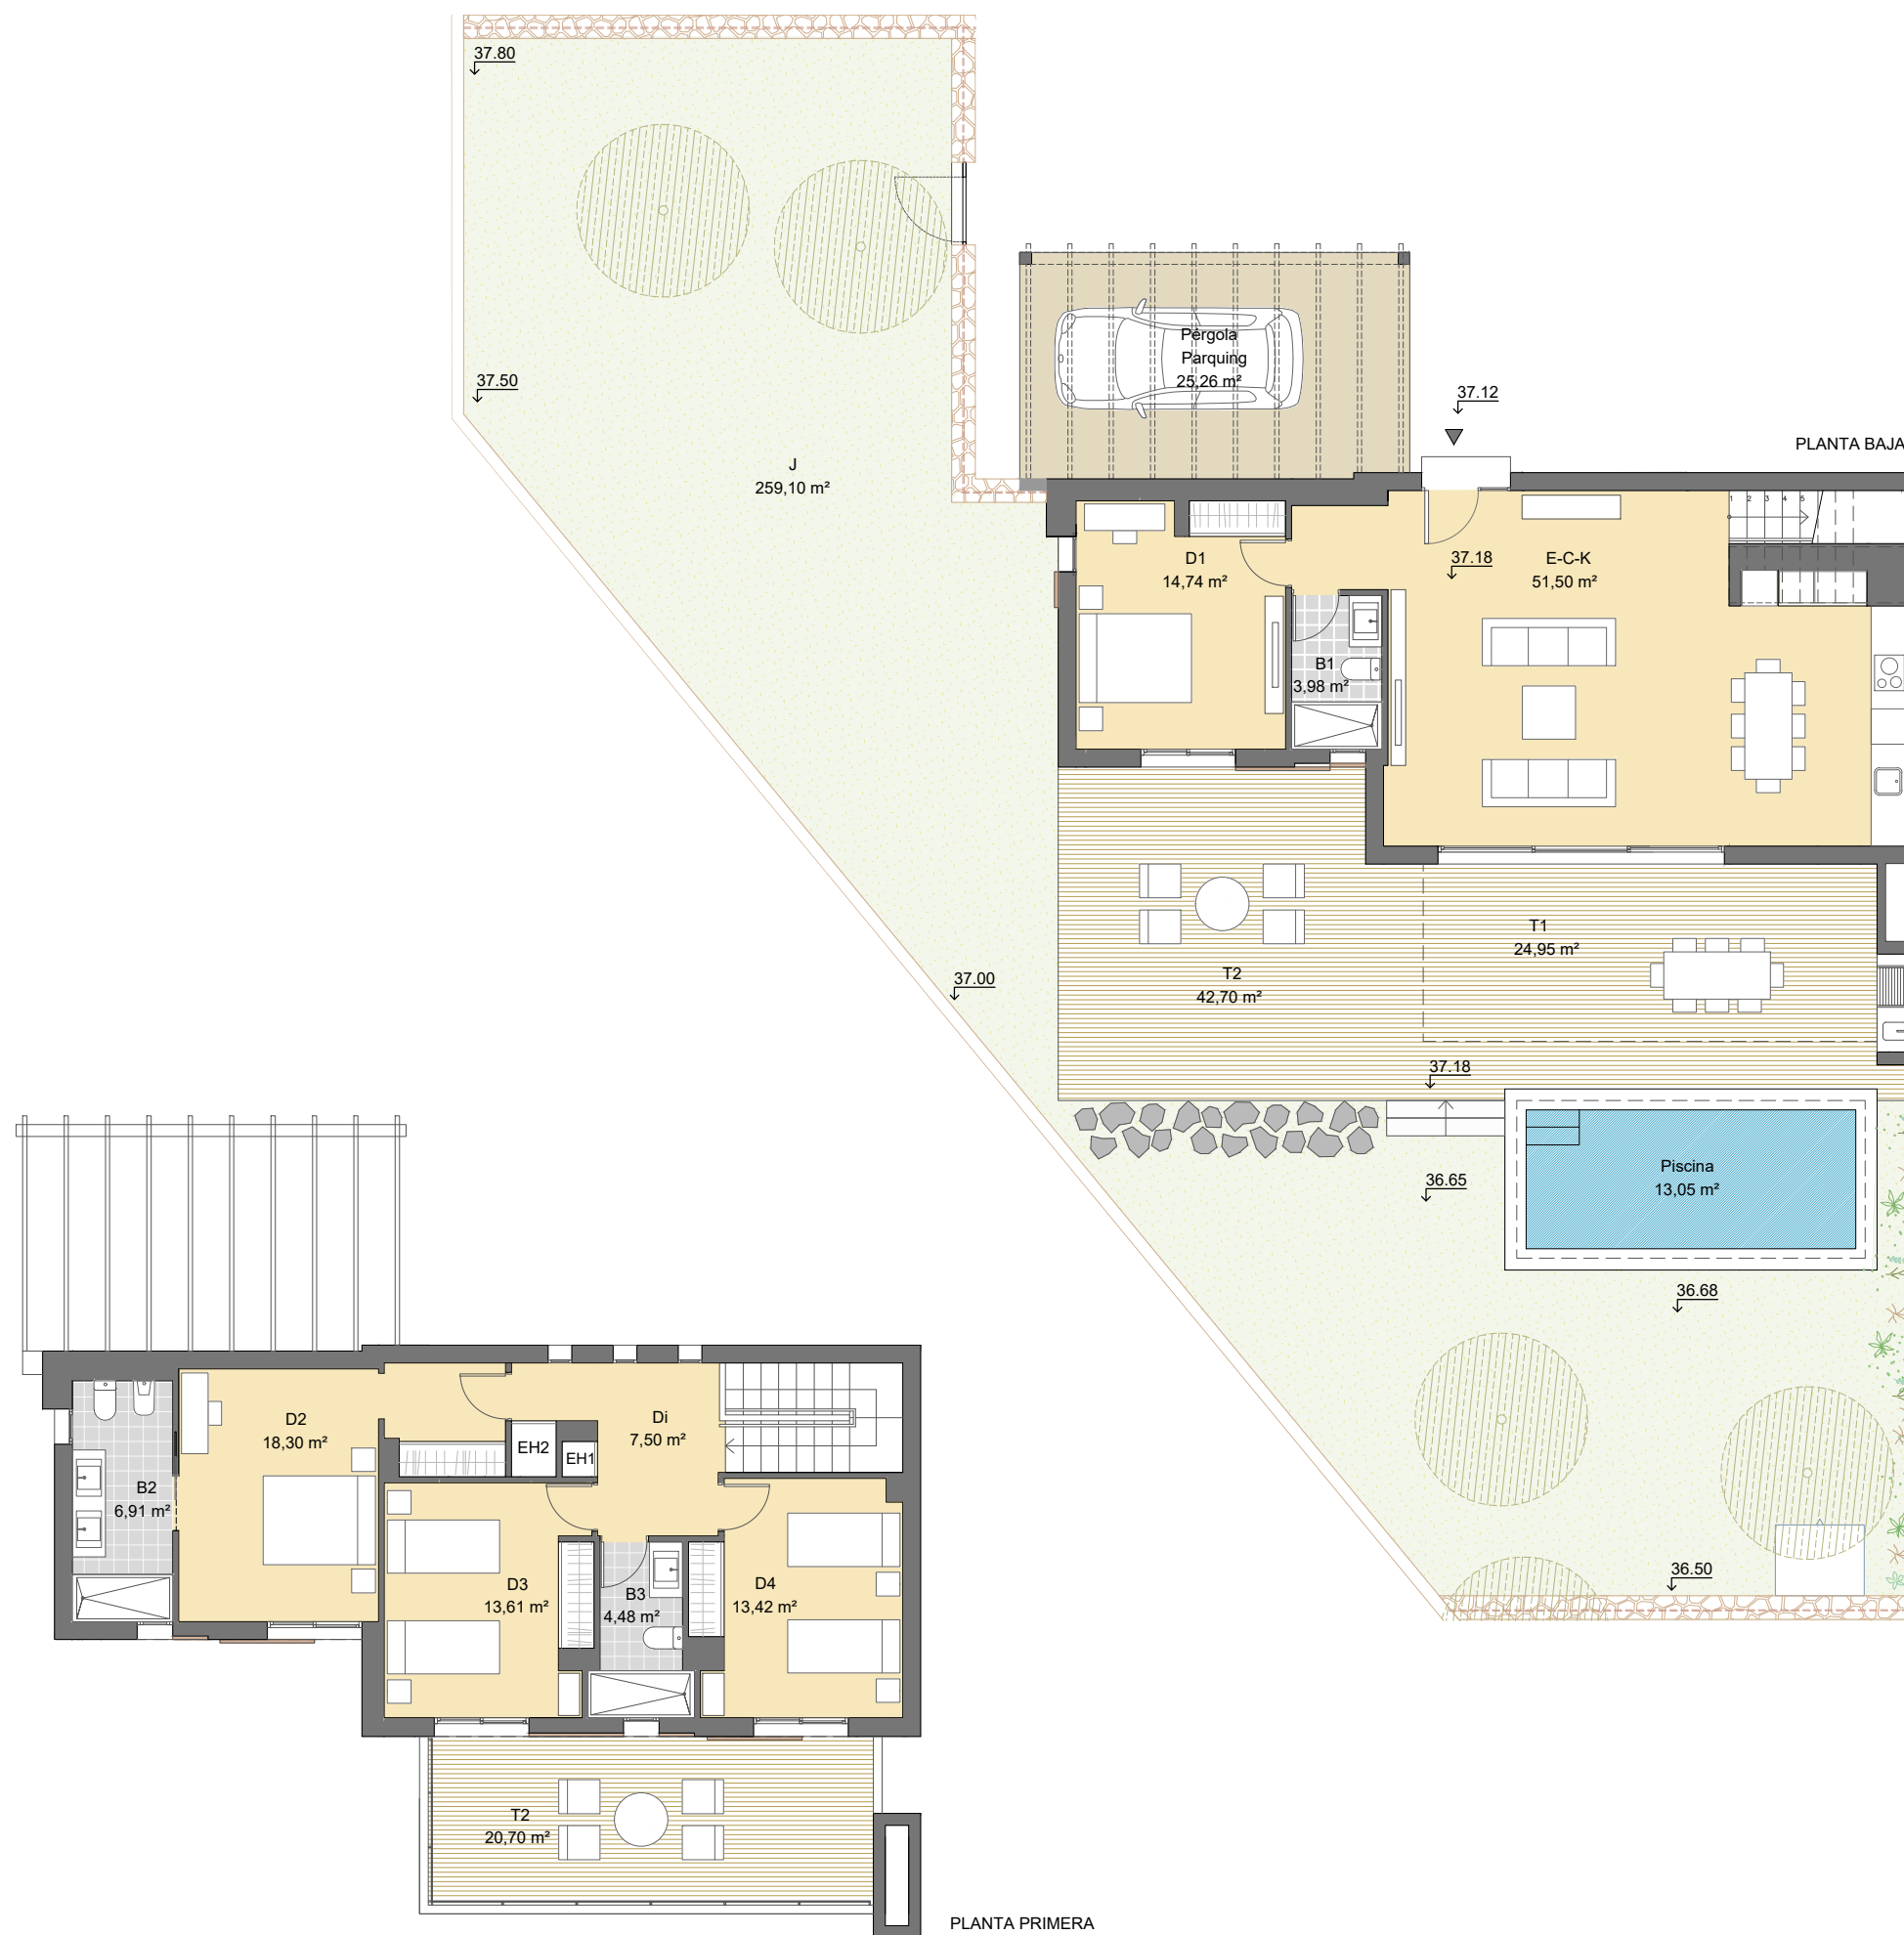 37.80
37.50
J
259,10 m²
Pérgola
Parquing
25,26 m²
37.12
PLANTA BAJA
1 2 3 4 5
D1
14,74 m²
37.18
E-C-K
51,50 m²
B1
3,98 m²
T1
24,95 m²
T2
42,70 m²
37.00
37.18
36.65
Piscina
13,05 m²
36.68
36.50
D2
18,30 m²
Di
7,50 m²
EH2
EH1
B2
6,91 m²
D3
13,61 m²
B3
4,48 m²
D4
13,42 m²
T2
20,70 m²
PLANTA PRIMERA